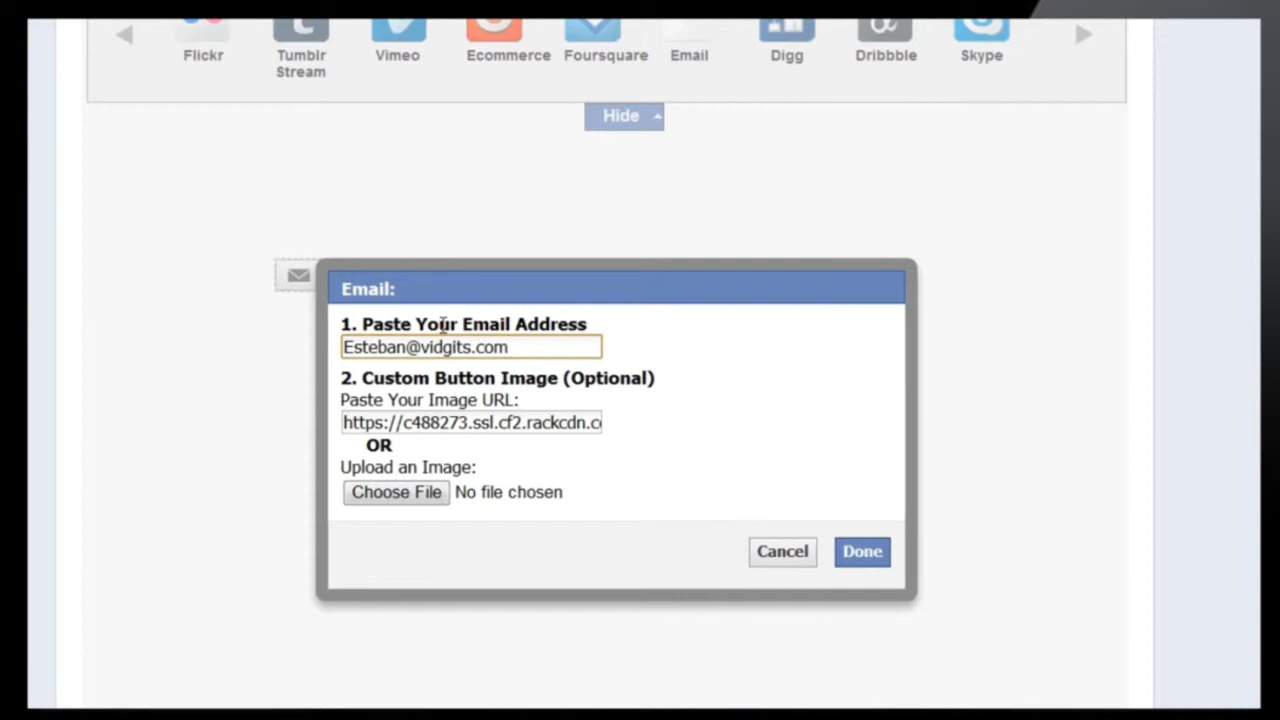 Flickr
Tumblr Stream
Vimeo
Ecommerce
Foursquare
Email
Digg
Dribbble
Skype
Hide
Email:
1. Paste Your Email Address
Esteban@vidgits.com
2. Custom Button Image (Optional)
Paste Your Image URL:
https://c488273.ssl.cf2.rackcdn.c
OR
Upload an Image:
Choose File No file chosen
Cancel Done